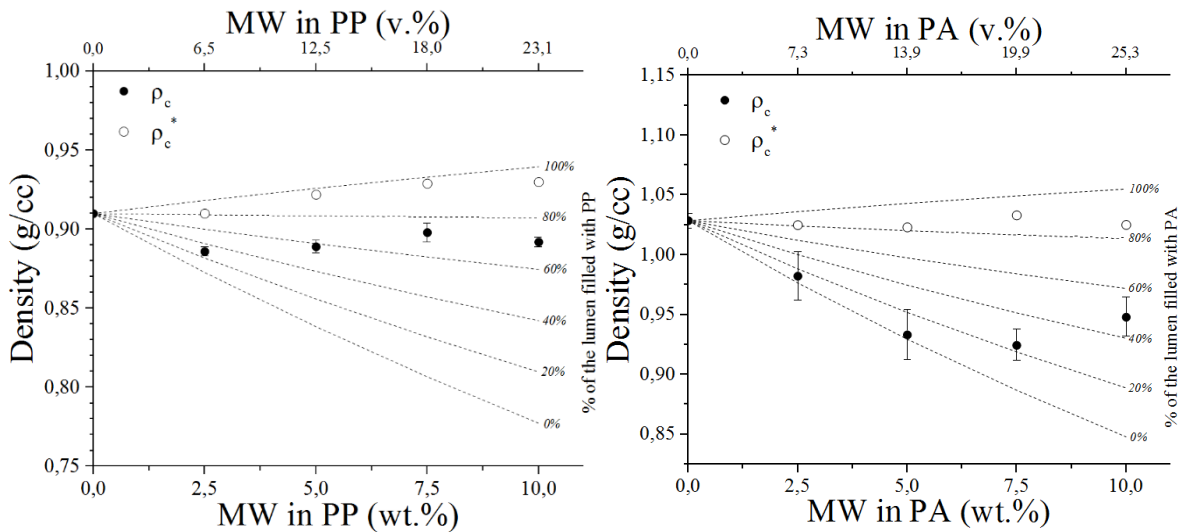 MW in PP (v.%)
0,0 6,5 12,5 18,0 23,1
1,00
0,95
0,90
0,85
0,80
0,75
Density (g/cc)
ρc
ρc*
100%
80%
60%
40%
20%
0%
% of the lumen filled with PP
0,0 2,5 5,0 7,5 10,0
MW in PP (wt.%)
MW in PA (v.%)
0,0 7,3 13,9 19,9 25,3
1,15
1,10
1,05
1,00
0,95
0,90
0,85
Density (g/cc)
ρc
ρc*
100%
80%
60%
40%
20%
0%
% of the lumen filled with PA
0,0 2,5 5,0 7,5 10,0
MW in PA (wt.%)